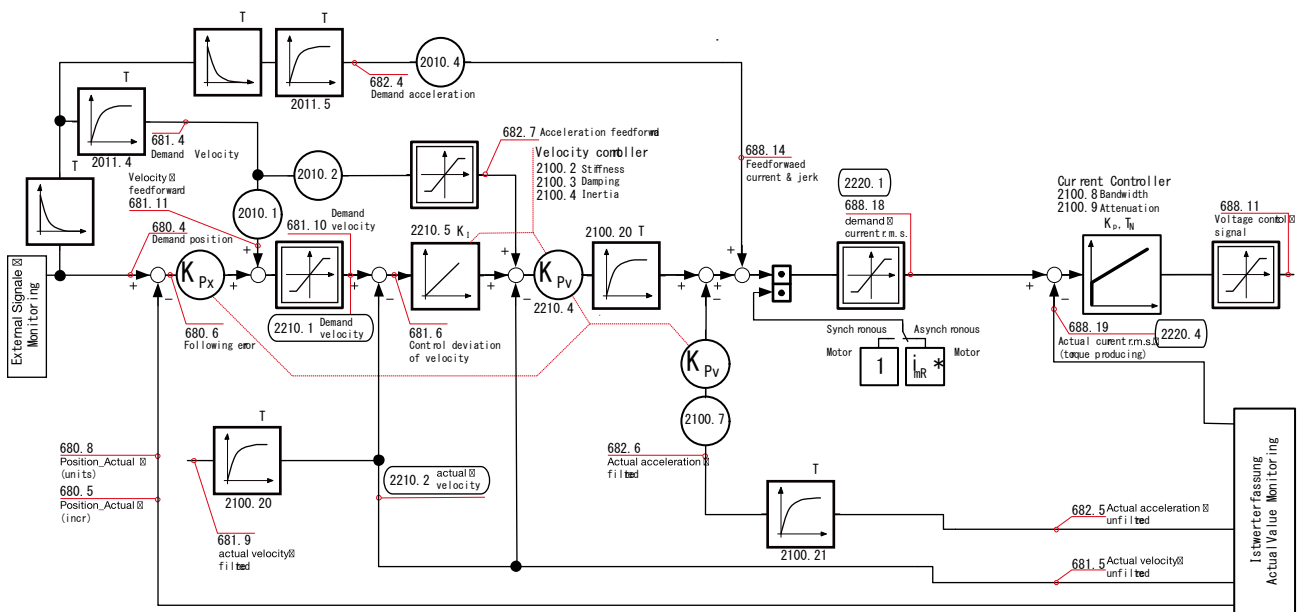 T
2010.4
682.4
Demand acceleration
2011.5
T
681.4
Demand Velocity
2011.4
T
682.7 Acceleration feedforward
Velocity controller
2100.2 Stiffness
2100.3 Damping
2100.4 Inertia
688.14
Feedforwaed
current & jerk
Velocity
feedforward
681.11
2010.2
2010.1
2220.1
Current Controller
2100.8 Bandwidth
2100.9 Attenuation
Kp, TN
688.18
demand
current r.m.s.
688.11
Voltage control
signal
680.4
Demand position
Demand
681.10 velocity
2210.5 KI
2100.20 T
External Signale
Monitoring
+
−
K Px
+
+
+
−
+
+
−
K Pv
2210.4
+
−
+
+
+
−
680.6
Following error
2210.1 Demand
velocity
681.6
Control deviation
of velocity
Synchronous
Motor
1
Asynchronous
Motor
imR *
688.19
Actual current r.m.s.
(torque producing)
2220.4
K Pv
2100.7
T
680.8
Position_Actual
(units)
680.5
Position_Actual
(incr)
2100.20
681.9
actual velocity
filtered
2210.2 actual
velocity
682.6
Actual acceleration
filtered
T
2100.21
682.5 Actual acceleration
unfiltered
681.5 Actual velocity
unfiltered
Istwerterfassung
Actual Value Monitoring